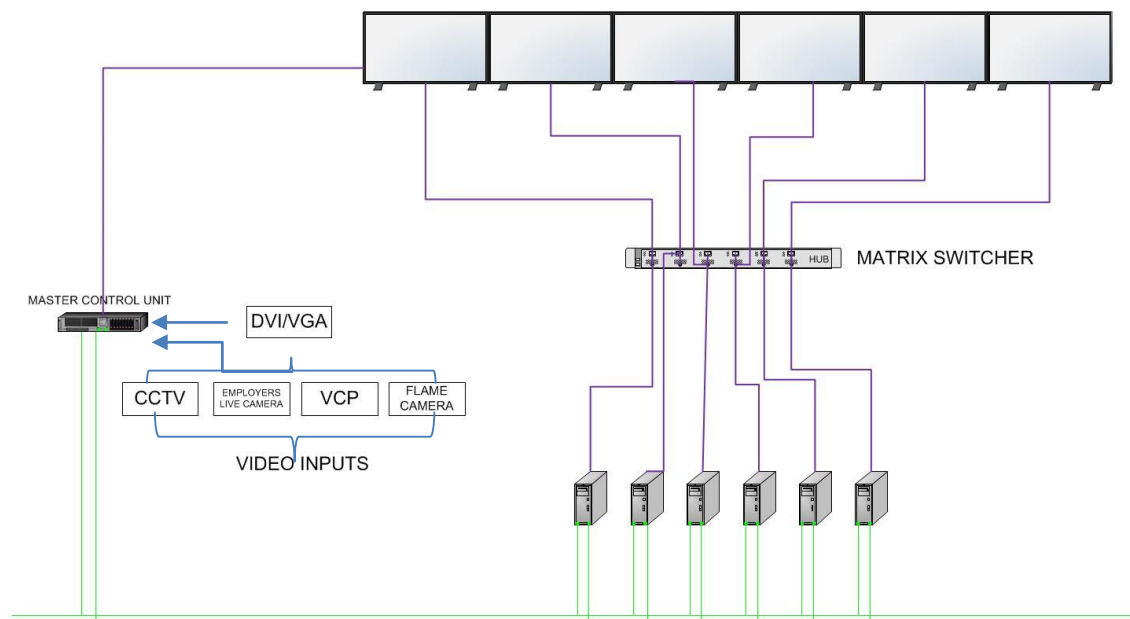 HUB
MATRIX SWITCHER
MASTER CONTROL UNIT
DVI/VGA
CCTV
EMPLOYERS
LIVE CAMERA
VCP
FLAME
CAMERA
VIDEO INPUTS